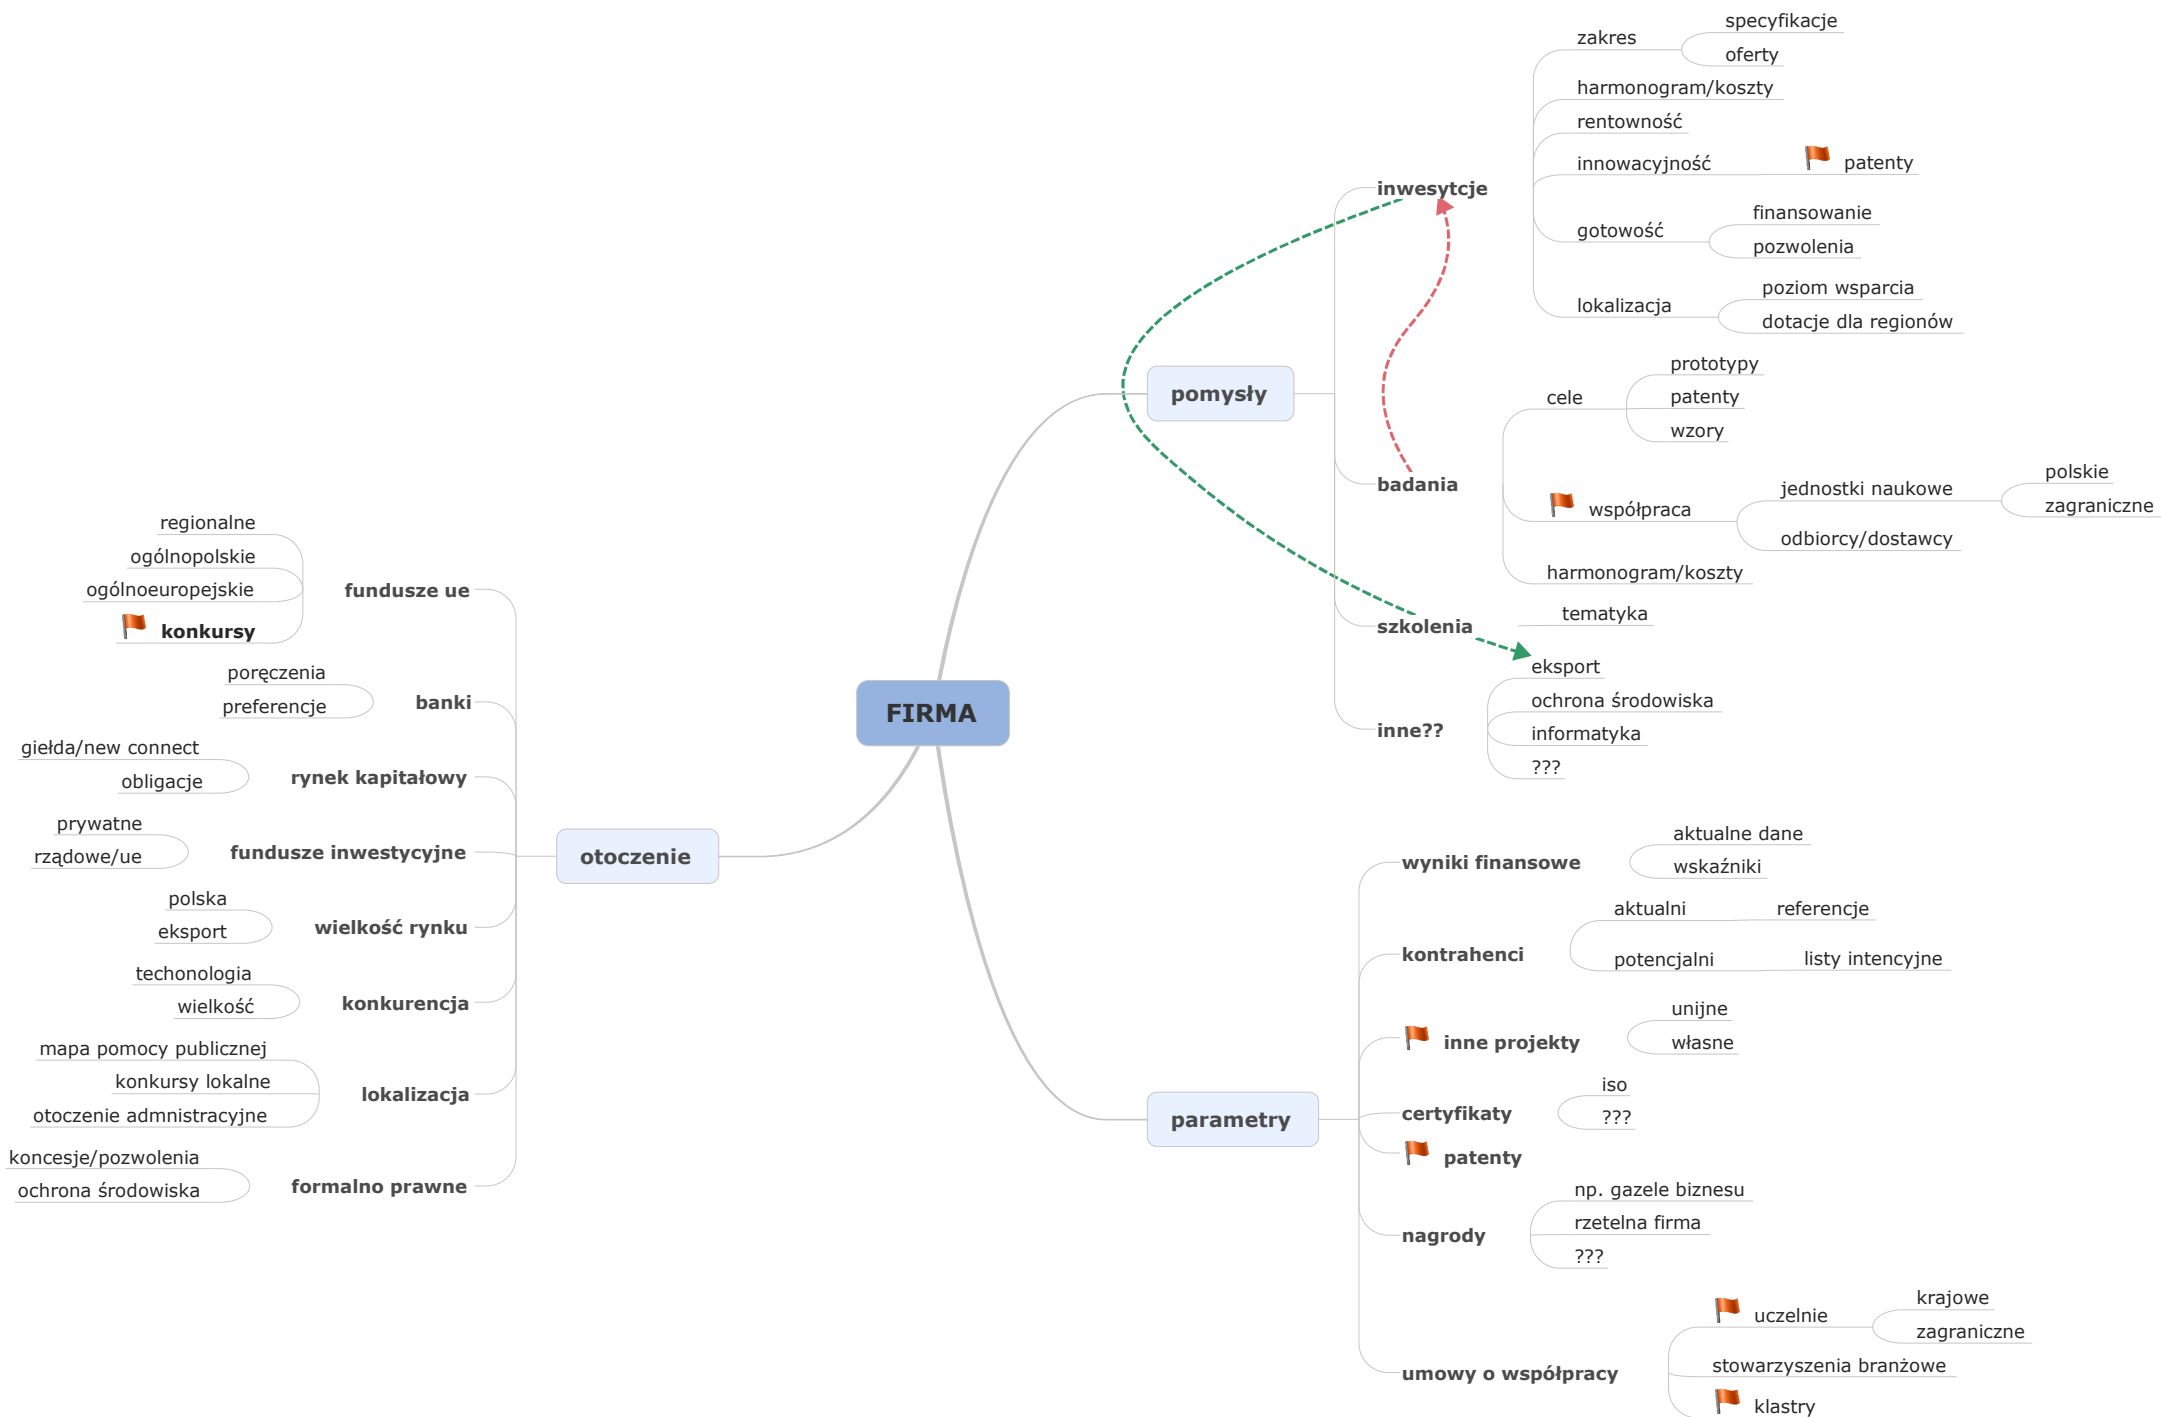 FIRMA
pomysły
inwesytcje
zakres
specyfikacje
oferty
harmonogram/koszty
rentowność
innowacyjność
patenty
gotowość
finansowanie
pozwolenia
lokalizacja
poziom wsparcia
dotacje dla regionów
badania
cele
prototypy
patenty
wzory
współpraca
jednostki naukowe
polskie
zagraniczne
odbiorcy/dostawcy
harmonogram/koszty
szkolenia
tematyka
inne??
eksport
ochrona środowiska
informatyka
???
parametry
wyniki finansowe
aktualne dane
wskaźniki
kontrahenci
aktualni
referencje
potencjalni
listy intencyjne
inne projekty
unijne
własne
certyfikaty
iso
???
patenty
nagrody
np. gazele biznesu
rzetelna firma
???
umowy o współpracy
uczelnie
krajowe
zagraniczne
stowarzyszenia branżowe
klastry
otoczenie
fundusze ue
regionalne
ogólnopolskie
ogólnoeuropejskie
konkursy
banki
poręczenia
preferencje
rynek kapitałowy
giełda/new connect
obligacje
fundusze inwestycyjne
prywatne
rządowe/ue
wielkość rynku
polska
eksport
konkurencja
techonologia
wielkość
lokalizacja
mapa pomocy publicznej
konkursy lokalne
otoczenie admnistracyjne
formalno prawne
koncesje/pozwolenia
ochrona środowiska